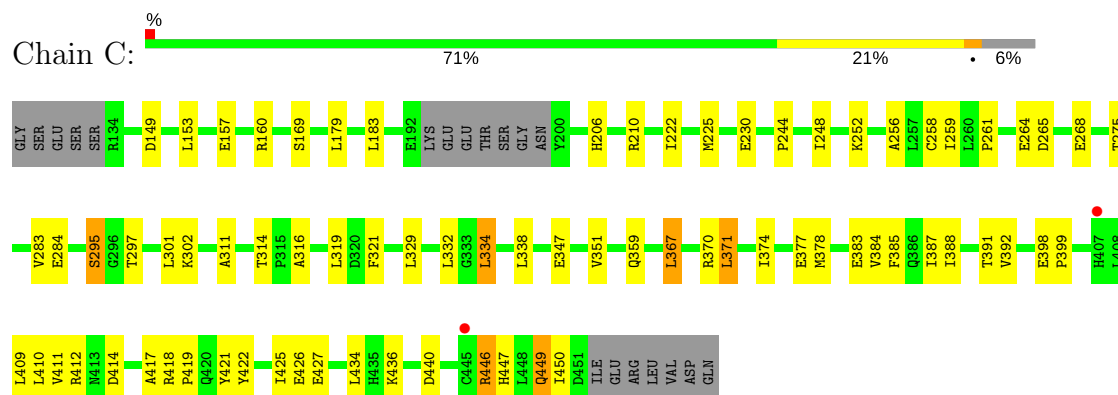 %
Chain C:
71% 21% • 6%
GLY SER GLU SER SER R134 D149 L153 E157 R160 S169 L179 L183 E192 LYS GLU GLU THR SER GLY ASN Y200 H206 R210 I222 M225 E230 P244 I248 K252 A256 L257 C258 I259 L260 P261 E264 D265 E268 T275
V283 E284 S295 G296 T297 L301 K302 A311 T314 P315 A316 L319 D320 F321 L329 L332 G333 L334 L338 E347 V351 Q359 L367 R370 L371 I374 E377 M378 E383 V384 F385 Q386 I387 I388 T391 V392 E398 P399 H407 L408
L409 L410 V411 R412 N413 D414 A417 R418 P419 Q420 Y421 Y422 I425 E426 E427 L434 H435 K436 D440 C445 R446 H447 L448 Q449 I450 D451 ILE GLU ARG LEU VAL ASP GLN